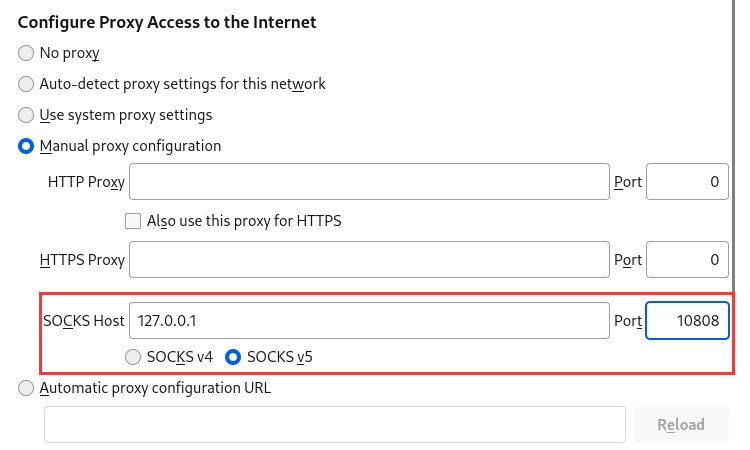 Configure Proxy Access to the Internet
No proxy
Auto-detect proxy settings for this network
Use system proxy settings
Manual proxy configuration
HTTP Proxy Port 0
Also use this proxy for HTTPS
HTTPS Proxy Port 0
SOCKS Host 127.0.0.1 Port 10808
SOCKS v4 SOCKS v5
Automatic proxy configuration URL
Reload